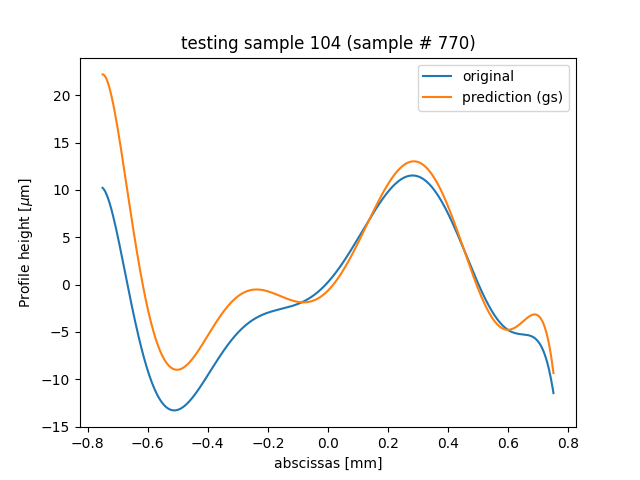 testing sample 104 (sample # 770)
original
prediction (gs)
Profile height [μm]
20
15
10
5
0
−5
−10
−15
−0.8 −0.6 −0.4 −0.2 0.0 0.2 0.4 0.6 0.8
abscissas [mm]